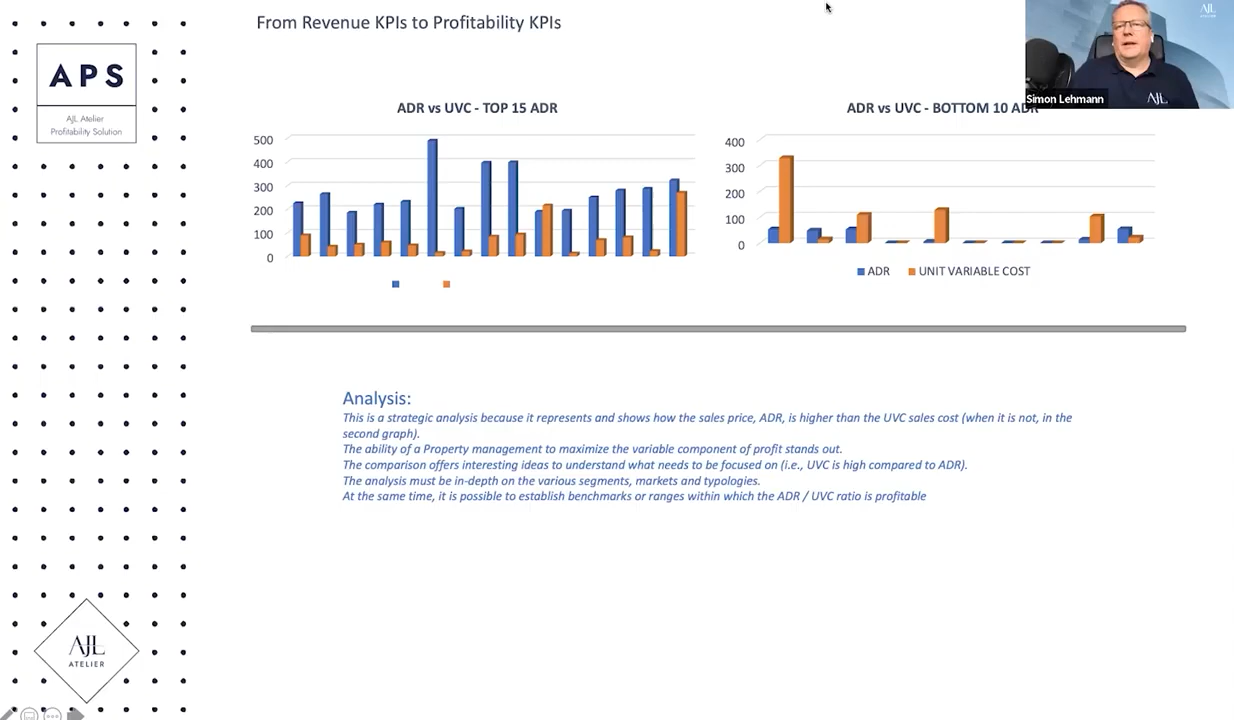 From Revenue KPIs to Profitability KPIs
APS
AJL Atelier
Profitability Solution
AJL
Simon Lehmann
AJL
ADR vs UVC - TOP 15 ADR
500
400
300
200
100
0
ADR vs UVC - BOTTOM 10 ADR
400
300
200
100
0
ADR
UNIT VARIABLE COST
Analysis:
This is a strategic analysis because it represents and shows how the sales price, ADR, is higher than the UVC sales cost (when it is not, in the
second graph).
The ability of a Property management to maximize the variable component of profit stands out.
The comparison offers interesting ideas to understand what needs to be focused on (i.e., UVC is high compared to ADR).
The analysis must be in-depth on the various segments, markets and typologies.
At the same time, it is possible to establish benchmarks or ranges within which the ADR / UVC ratio is profitable
AJL
ATELIER